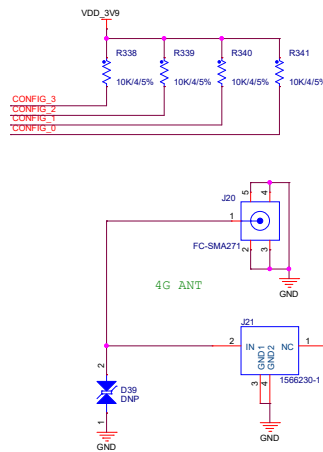 VDD_3V9
R338 R339 R340 R341
10K/4/5% 10K/4/5% 10K/4/5% 10K/4/5%
CONFIG_3
CONFIG_2
CONFIG_1
CONFIG_0
J20
5 4
1
2 3
FC-SMA271
GND
4G ANT
J21
2 IN NC 1
GND1
GND2
1566230-1
3 4
GND
2
D39
DNP
1
GND